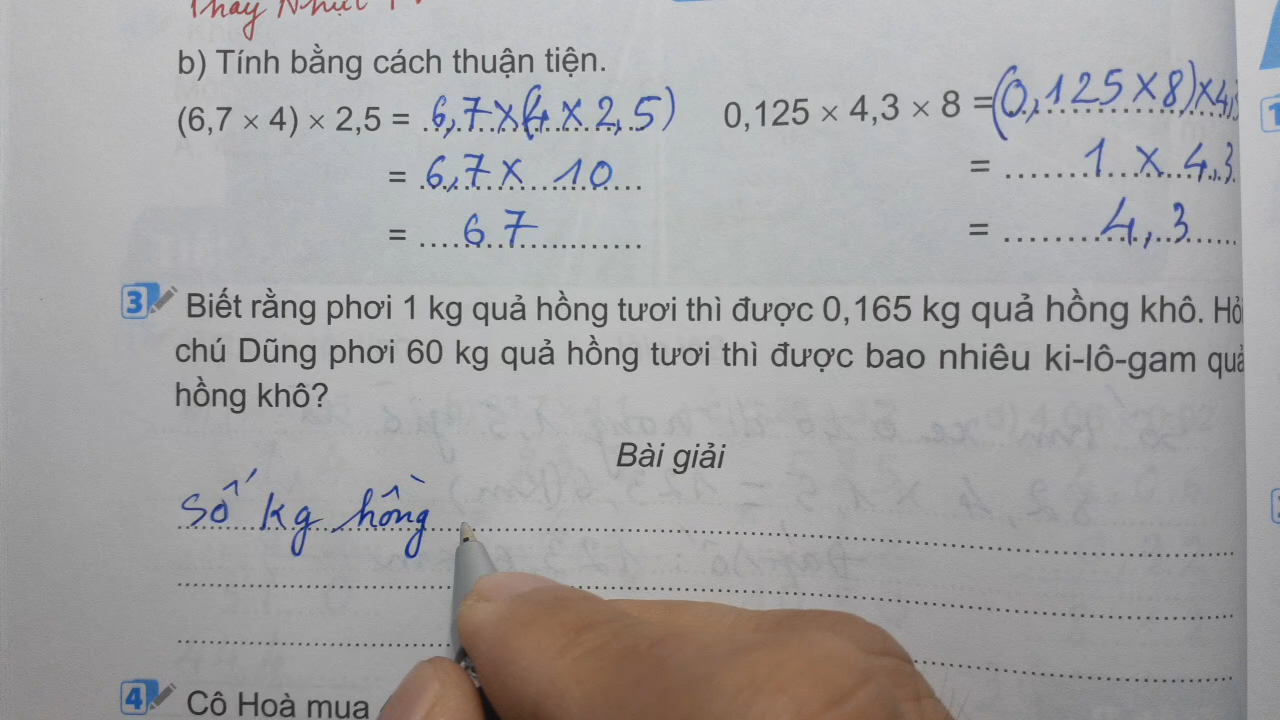 Thầy Nhựt
b) Tính bằng cách thuận tiện.
(6,7 × 4) × 2,5 = 6,7 × (4 × 2,5)
= 6,7 × 10
= 67
0,125 × 4,3 × 8 = (0,125 × 8) × 4,3
= 1 × 4,3
= 4,3
3 Biết rằng phơi 1 kg quả hồng tươi thì được 0,165 kg quả hồng khô. Hỏi
chú Dũng phơi 60 kg quả hồng tươi thì được bao nhiêu ki-lô-gam quả
hồng khô?
Bài giải
Số kg hồng
4 Cô Hoà mua